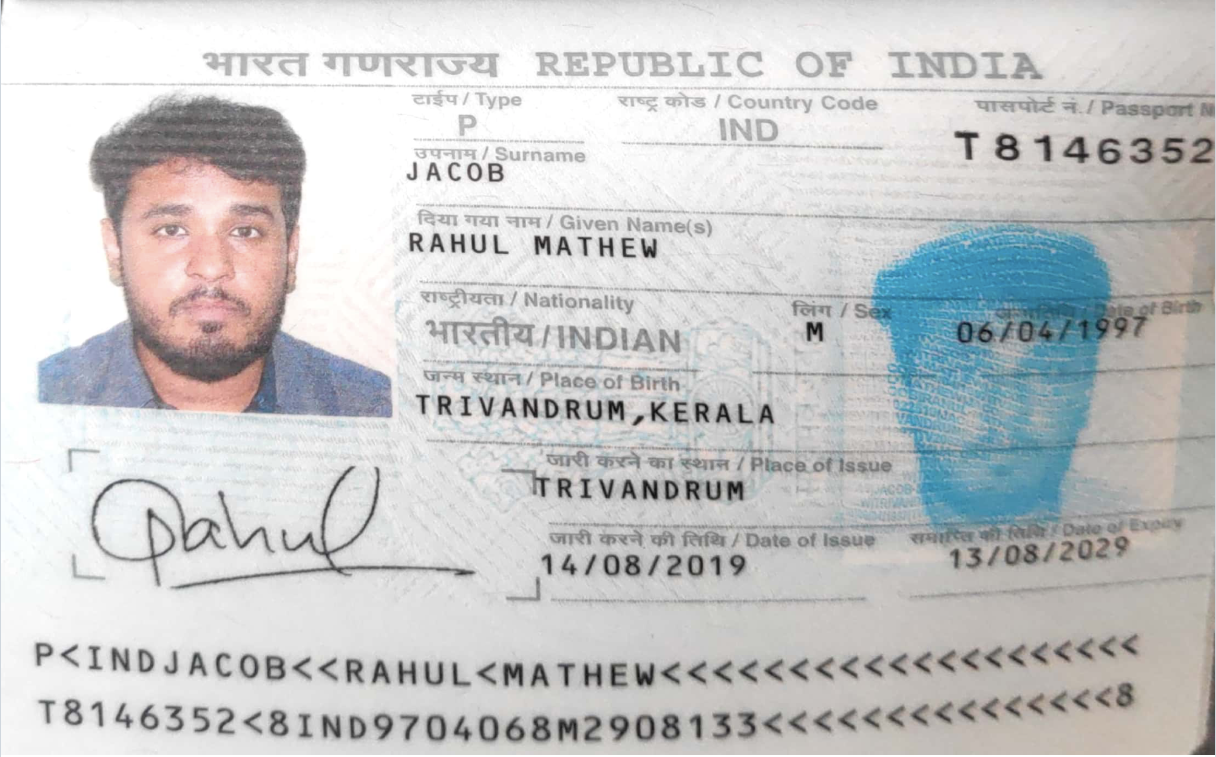 भारत गणराज्य REPUBLIC OF INDIA
टाईप / Type राष्ट्र कोड / Country Code पासपोर्ट नं. / Passport N
P IND T8146352
उपनाम / Surname
JACOB
दिया गया नाम / Given Name(s)
RAHUL MATHEW
राष्ट्रीयता / Nationality लिंग / Sex जन्मतिथि / Date of Birth
भारतीय / INDIAN M 06/04/1997
जन्म स्थान / Place of Birth
TRIVANDRUM,KERALA
जारी करने का स्थान / Place of Issue
TRIVANDRUM
Rahul
जारी करने की तिथि / Date of Issue समाप्ति की तिथि / Date of Expiry
14/08/2019 13/08/2029
P<INDJACOB<<RAHUL<MATHEW<<<<<<<<<<<<<<<<<<<<
T8146352<8IND9704068M2908133<<<<<<<<<<<<<<<8